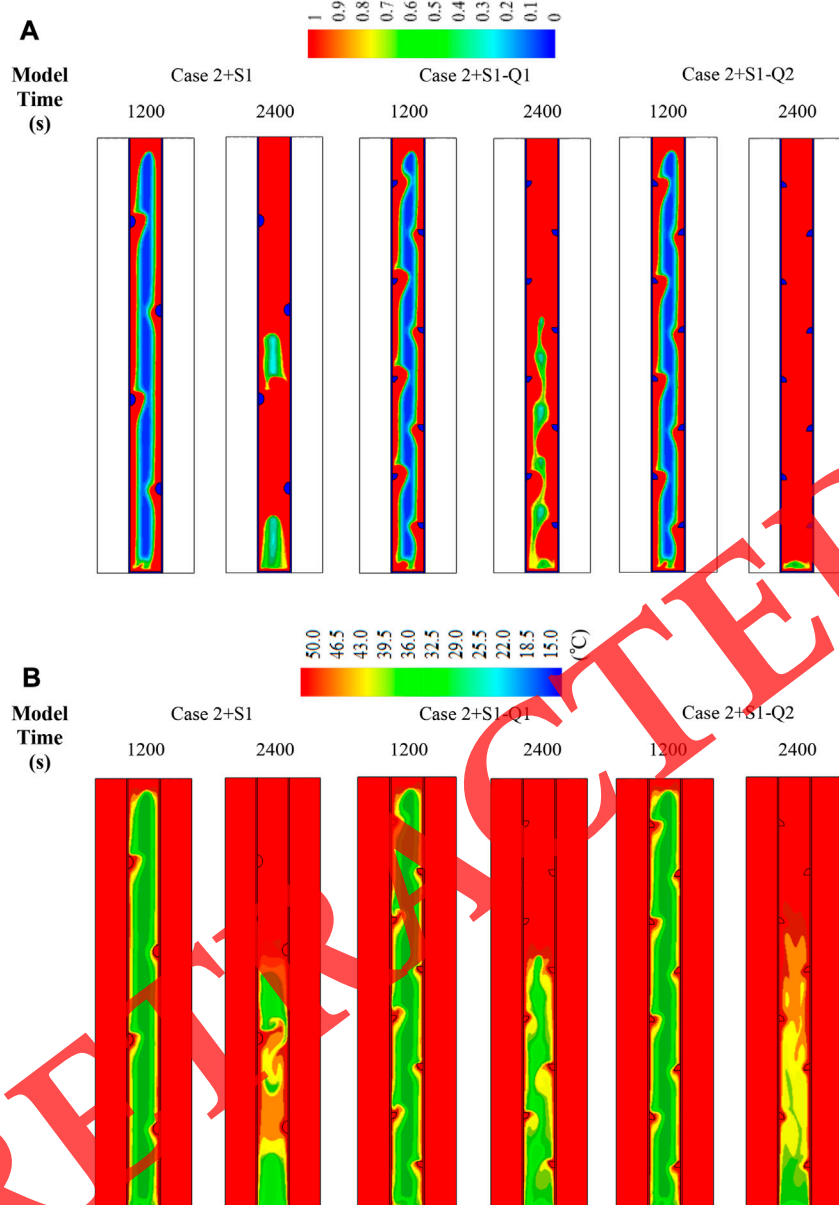 A
1 0.9 0.8 0.7 0.6 0.5 0.4 0.3 0.2 0.1 0
Model
Time
(s)
Case 2+S1
Case 2+S1-Q1
Case 2+S1-Q2
1200 2400 1200 2400 1200 2400
B
50.0 46.5 43.0 39.5 36.0 32.5 29.0 25.5 22.0 18.5 15.0 (°C)
Model
Time
(s)
Case 2+S1
Case 2+S1-Q1
Case 2+S1-Q2
1200 2400 1200 2400 1200 2400
RETRACTED